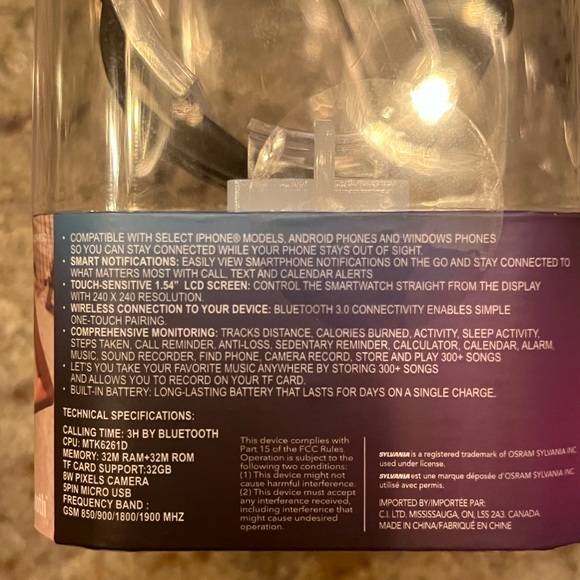 • COMPATIBLE WITH SELECT IPHONE® MODELS, ANDROID PHONES AND WINDOWS PHONES
SO YOU CAN STAY CONNECTED WHILE YOUR PHONE STAYS OUT OF SIGHT.
• SMART NOTIFICATIONS: EASILY VIEW SMARTPHONE NOTIFICATIONS ON THE GO AND STAY CONNECTED TO
WHAT MATTERS MOST WITH CALL, TEXT AND CALENDAR ALERTS
• TOUCH-SENSITIVE 1.54" LCD SCREEN: CONTROL THE SMARTWATCH STRAIGHT FROM THE DISPLAY
WITH 240 X 240 RESOLUTION.
• WIRELESS CONNECTION TO YOUR DEVICE: BLUETOOTH 3.0 CONNECTIVITY ENABLES SIMPLE
ONE-TOUCH PAIRING.
• COMPREHENSIVE MONITORING: TRACKS DISTANCE, CALORIES BURNED, ACTIVITY, SLEEP ACTIVITY,
STEPS TAKEN, CALL REMINDER, ANTI-LOSS, SEDENTARY REMINDER, CALCULATOR, CALENDAR, ALARM,
MUSIC, SOUND RECORDER, FIND PHONE, CAMERA RECORD, STORE AND PLAY 300+ SONGS
• LET'S YOU TAKE YOUR FAVORITE MUSIC ANYWHERE BY STORING 300+ SONGS
AND ALLOWS YOU TO RECORD ON YOUR TF CARD.
• BUILT-IN BATTERY: LONG-LASTING BATTERY THAT LASTS FOR DAYS ON A SINGLE CHARGE.
TECHNICAL SPECIFICATIONS:
CALLING TIME: 3H BY BLUETOOTH
CPU: MTK6261D
MEMORY: 32M RAM+32M ROM
TF CARD SUPPORT:32GB
8W PIXELS CAMERA
5PIN MICRO USB
FREQUENCY BAND :
GSM 850/900/1800/1900 MHZ
This device complies with
Part 15 of the FCC Rules.
Operation is subject to the
following two conditions:
(1) This device might not
cause harmful interference.
(2) This device must accept
any interference received,
including interference that
might cause undesired
operation.
SYLVANIA is a registered trademark of OSRAM SYLVANIA INC
used under license.
SYLVANIA est une marque déposée d'OSRAM SYLVANIA INC
utilisé avec permis.
IMPORTED BY/IMPORTÉE PAR:
C.I. LTD. MISSISSAUGA, ON, L5S 2A3. CANADA
MADE IN CHINA/FABRIQUÉ EN CHINE